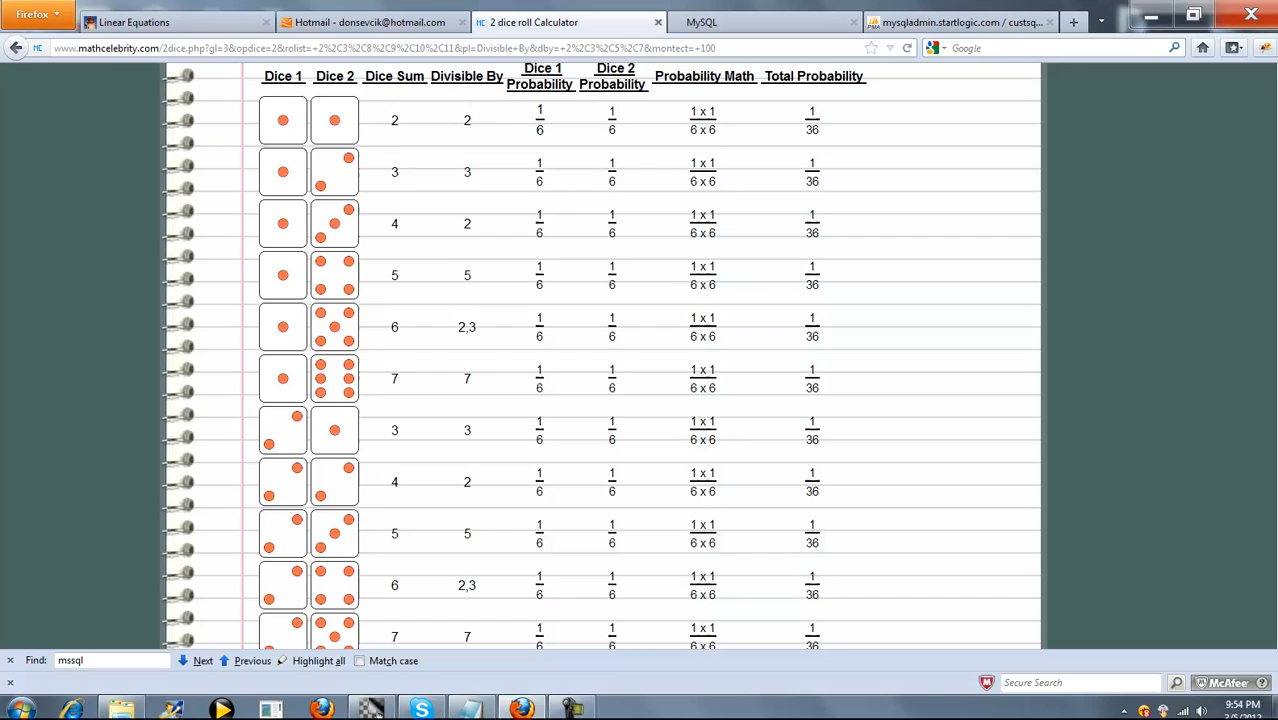 Firefox
Linear Equations
Hotmail - donsevcik@hotmail.com
2 dice roll Calculator
MySQL
mysqladmin.startlogic.com / custsq...
www.mathcelebrity.com/2dice.php?gl=3&opdice=2&rolist=+2%2C3%2C8%2C9%2C10%2C11&pl=Divisible+by&dby=+2%2C3%2C5%2C7&montect=+100
Google
Dice 1 Dice 2 Dice Sum Divisible By Dice 1 Probability Dice 2 Probability Probability Math Total Probability
2 2 1/6 1/6 1 x 1/6 x 6 1/36
3 3 1/6 1/6 1 x 1/6 x 6 1/36
4 2 1/6 1/6 1 x 1/6 x 6 1/36
5 5 1/6 1/6 1 x 1/6 x 6 1/36
6 2,3 1/6 1/6 1 x 1/6 x 6 1/36
7 7 1/6 1/6 1 x 1/6 x 6 1/36
3 3 1/6 1/6 1 x 1/6 x 6 1/36
4 2 1/6 1/6 1 x 1/6 x 6 1/36
5 5 1/6 1/6 1 x 1/6 x 6 1/36
6 2,3 1/6 1/6 1 x 1/6 x 6 1/36
7 7 1/6 1/6 1 x 1/6 x 6 1/36
Find: mssql Next Previous Highlight all Match case
Secure Search McAfee
9:54 PM
3/5/2012